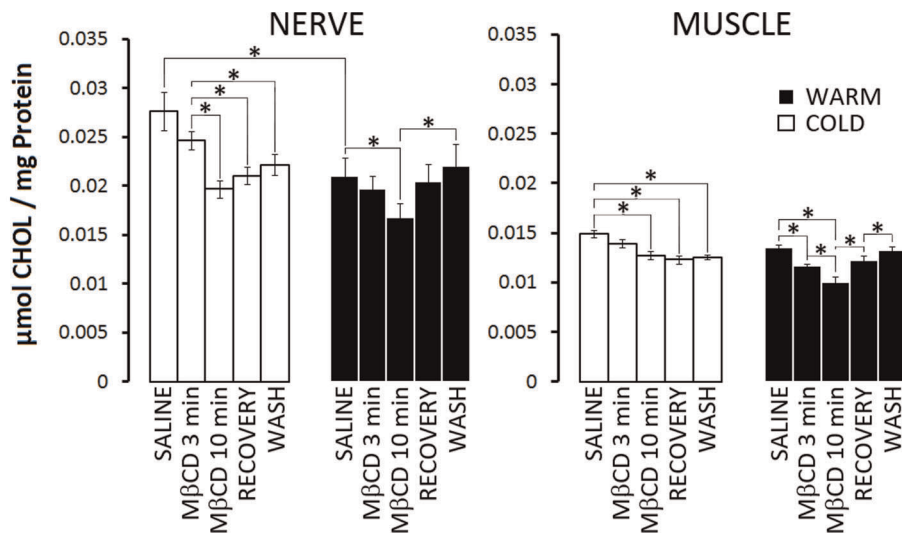 NERVE
MUSCLE
µmol CHOL / mg Protein
0.035
0.03
0.025
0.02
0.015
0.01
0.005
0
*
*
*
*
*
*
SALINE
MβCD 3 min
MβCD 10 min
RECOVERY
WASH
SALINE
MβCD 3 min
MβCD 10 min
RECOVERY
WASH
0.035
0.03
0.025
0.02
0.015
0.01
0.005
0
WARM
COLD
*
*
*
*
*
*
*
*
SALINE
MβCD 3 min
MβCD 10 min
RECOVERY
WASH
SALINE
MβCD 3 min
MβCD 10 min
RECOVERY
WASH